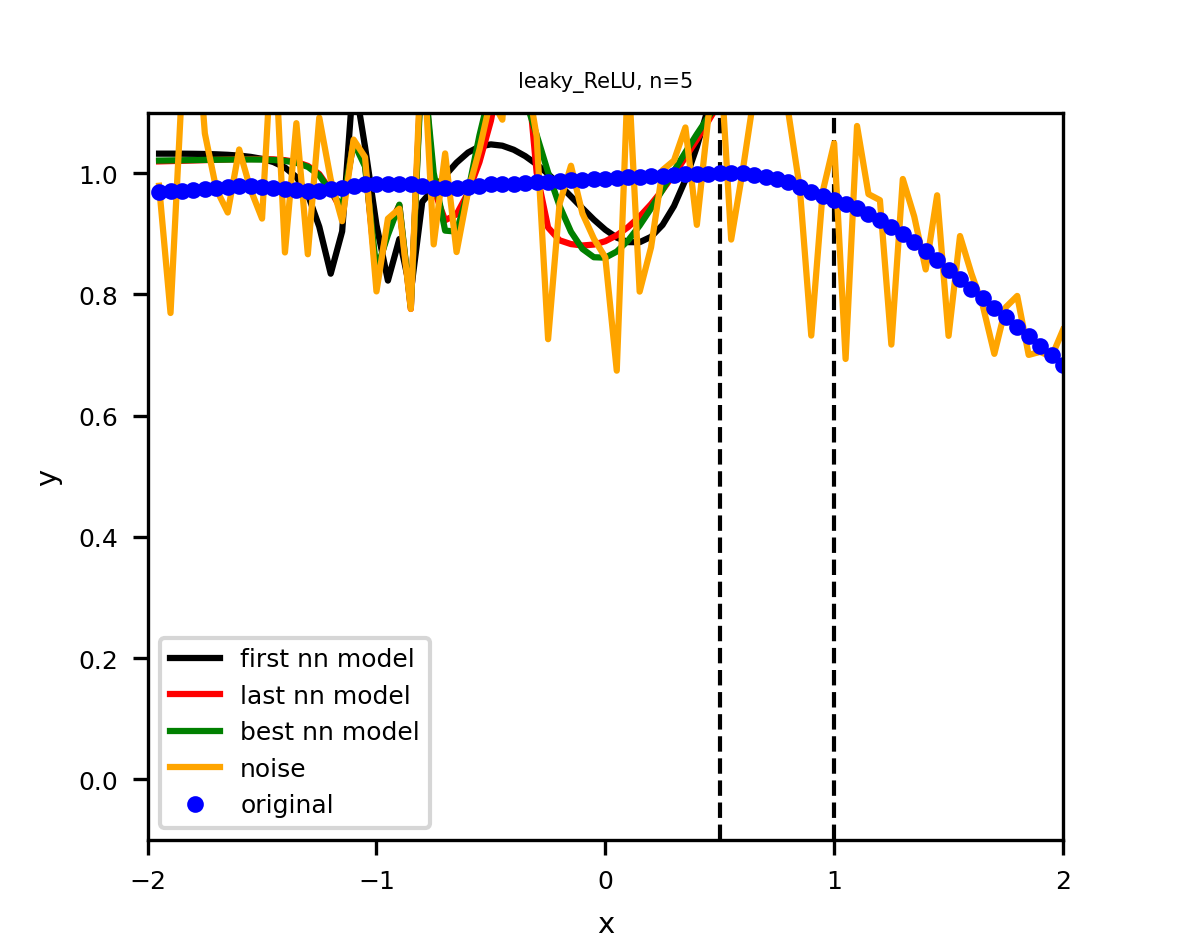 leaky_ReLU, n=5
1.0
0.8
0.6
0.4
0.2
0.0
y
first nn model
last nn model
best nn model
noise
original
−2
−1
0
1
2
x